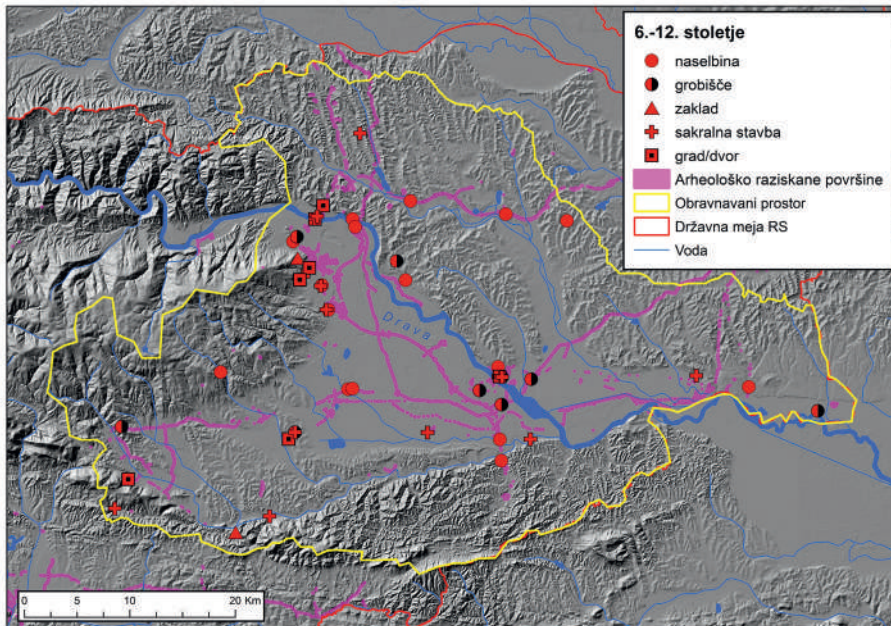 6.-12. stoletje
naselbina
grobišče
zaklad
sakralna stavba
grad/dvor
Arheološko raziskane površine
Obravnavani prostor
Državna meja RS
Voda
Drava
0 5 10 20 Km